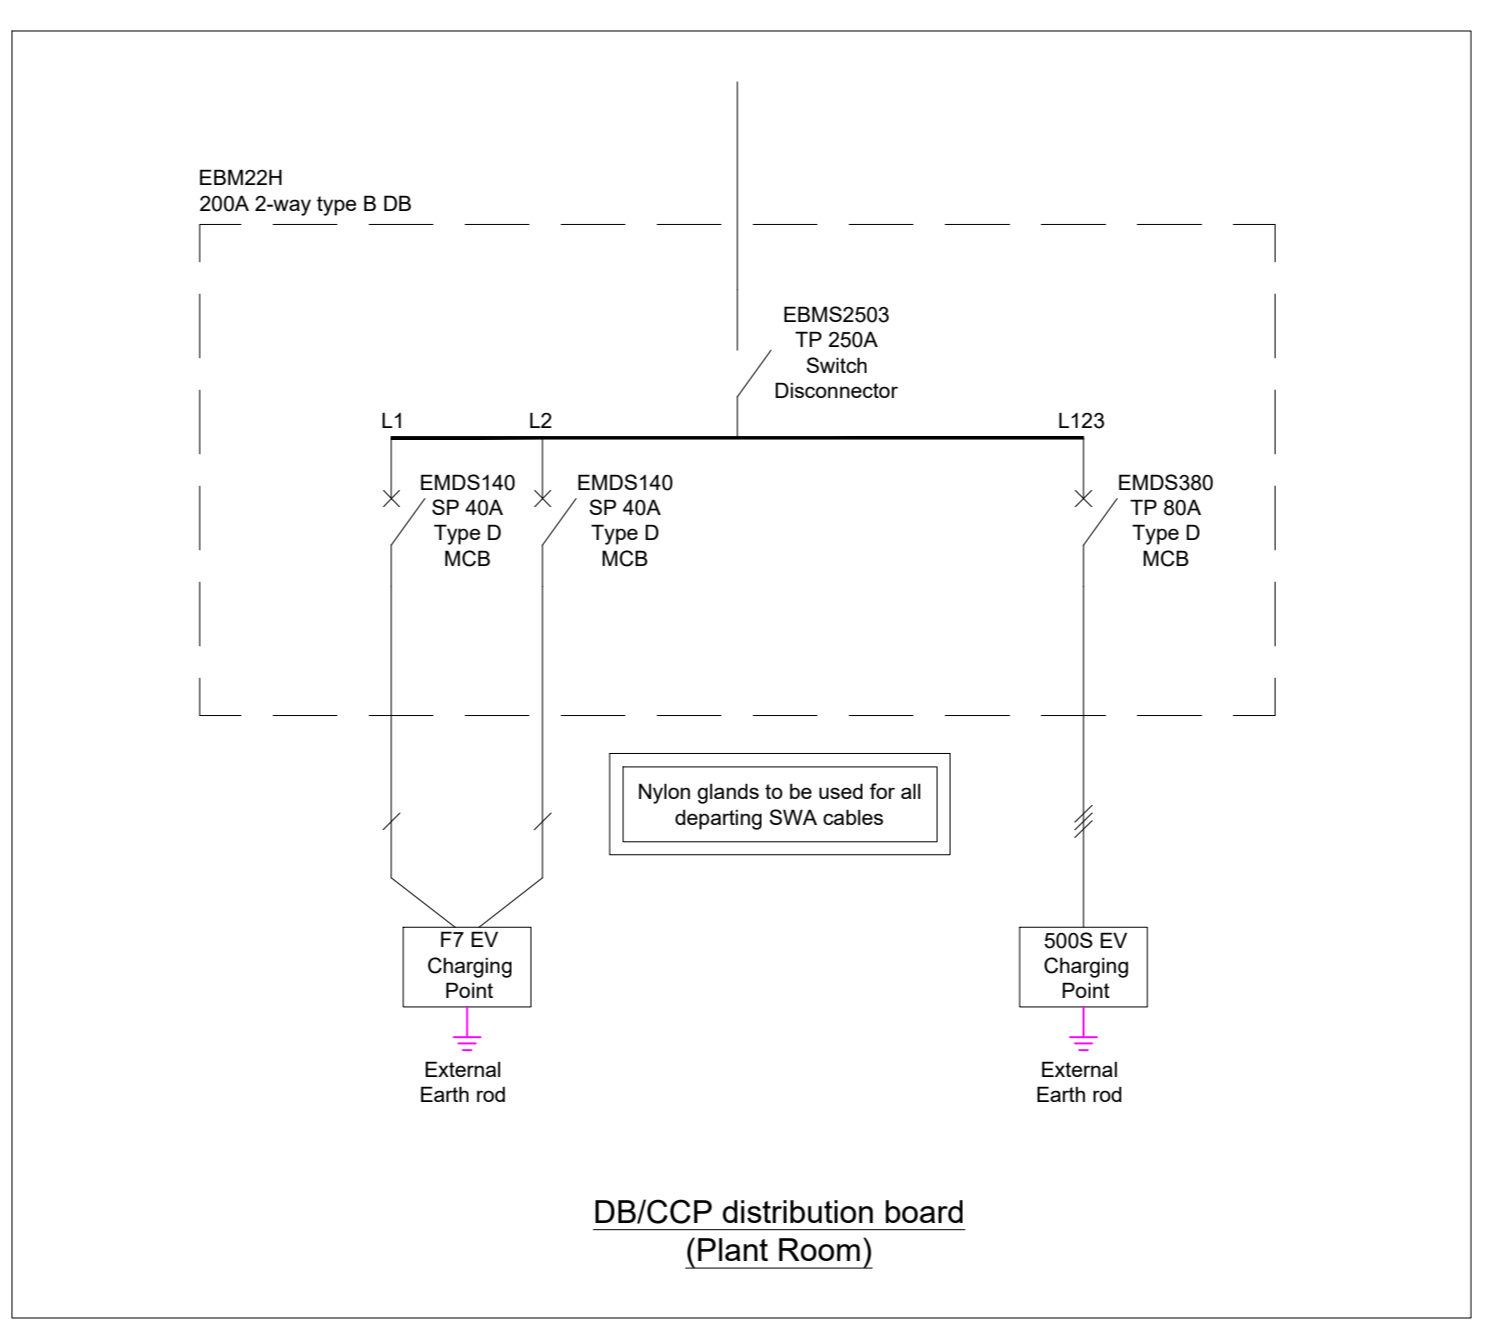 EBM22H
200A 2-way type B DB
EBMS2503
TP 250A
Switch
Disconnector
L1
L2
L123
EMDS140
SP 40A
Type D
MCB
EMDS140
SP 40A
Type D
MCB
EMDS380
TP 80A
Type D
MCB
Nylon glands to be used for all
departing SWA cables
F7 EV
Charging
Point
500S EV
Charging
Point
External
Earth rod
External
Earth rod
DB/CCP distribution board
(Plant Room)